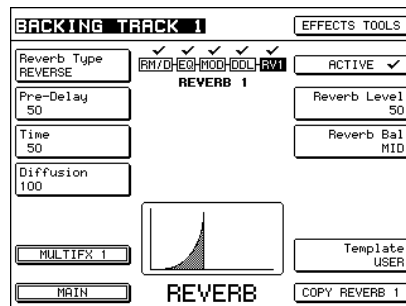 BACKING TRACK 1
EFFECTS TOOLS
Reverb Type
REVERSE
RM/D EQ MOD DDL RV1
REVERB 1
ACTIVE ✓
Pre-Delay
50
Reverb Level
50
Time
50
Reverb Bal
MID
Diffusion
100
MULTIFX 1
Template
USER
MAIN
REVERB
COPY REVERB 1